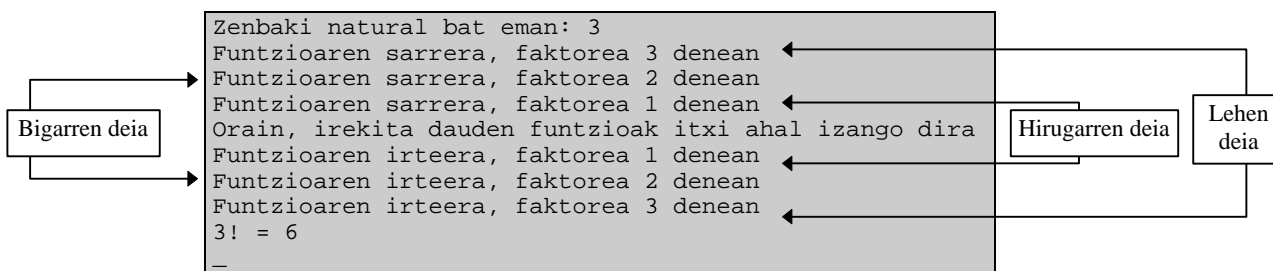 Zenbaki natural bat eman: 3
Funtzioaren sarrera, faktorea 3 denean
Funtzioaren sarrera, faktorea 2 denean
Funtzioaren sarrera, faktorea 1 denean
Orain, irekita dauden funtzioak itxi ahal izango dira
Funtzioaren irteera, faktorea 1 denean
Funtzioaren irteera, faktorea 2 denean
Funtzioaren irteera, faktorea 3 denean
3! = 6
_
Bigarren deia
Hirugarren deia
Lehen
deia